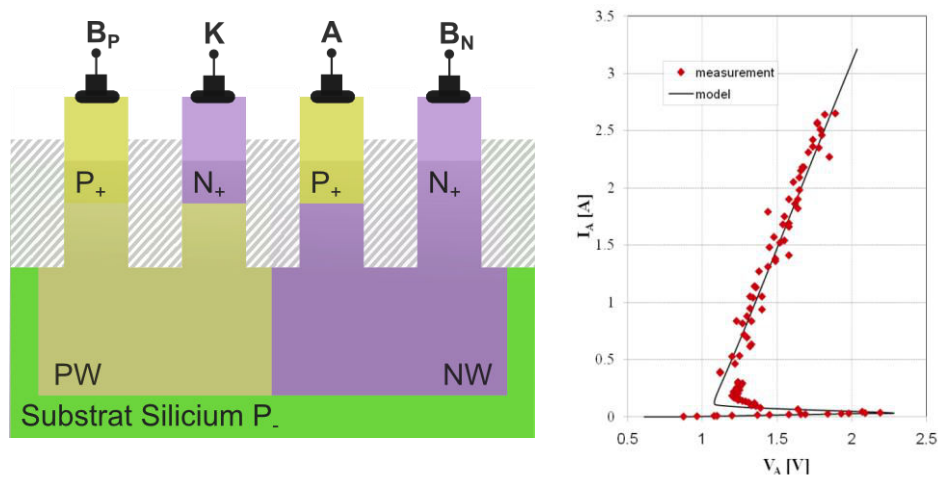 B_P K A B_N
P+ N+ P+ N+
PW NW
Substrat Silicium P-
3.5
3
2.5
2
1.5
1
0.5
0
I_A [A]
measurement
model
0.5 1 1.5 2 2.5
V_A [V]